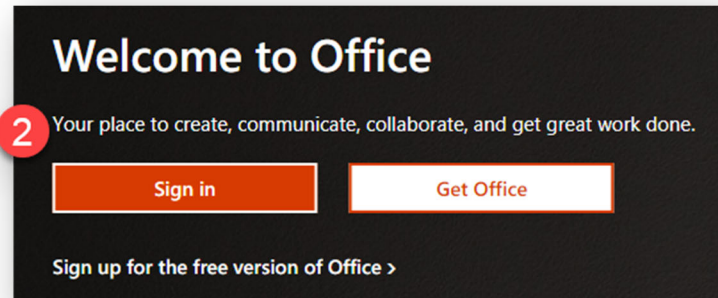 Welcome to Office
2
Your place to create, communicate, collaborate, and get great work done.
Sign in
Get Office
Sign up for the free version of Office >